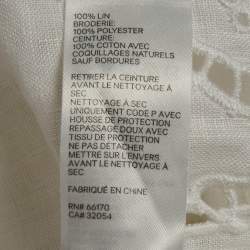 100% LIN
BRODERIE:
100% POLYESTER
CEINTURE:
100% COTON AVEC
COQUILLAGES NATURELS
SAUF BORDURES
RETIRER LA CEINTURE
AVANT LE NETTOYAGE À
SEC
NETTOYAGE À SEC
UNIQUEMENT CODE P AVEC
HOUSSE DE PROTECTION
REPASSAGE DOUX AVEC
TISSU DE PROTECTION
NE PAS DETACHER
METTRE SUR L'ENVERS
AVANT NETTOYAGE À
SEC
FABRIQUÉ EN CHINE
RN# 66170
CA# 32054